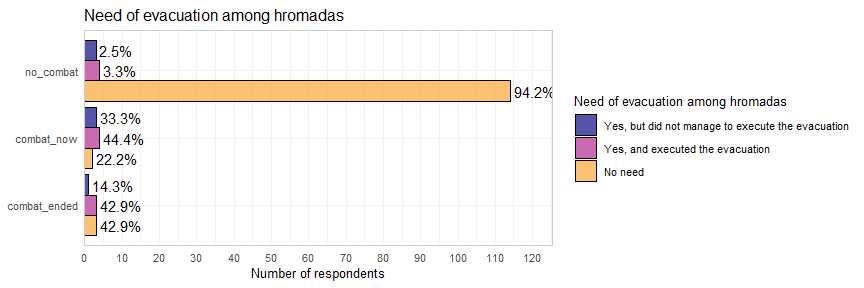 Need of evacuation among hromadas
no_combat
2.5%
3.3%
94.2%
combat_now
33.3%
44.4%
22.2%
combat_ended
14.3%
42.9%
42.9%
0 10 20 30 40 50 60 70 80 90 100 110 120
Number of respondents
Need of evacuation among hromadas
Yes, but did not manage to execute the evacuation
Yes, and executed the evacuation
No need